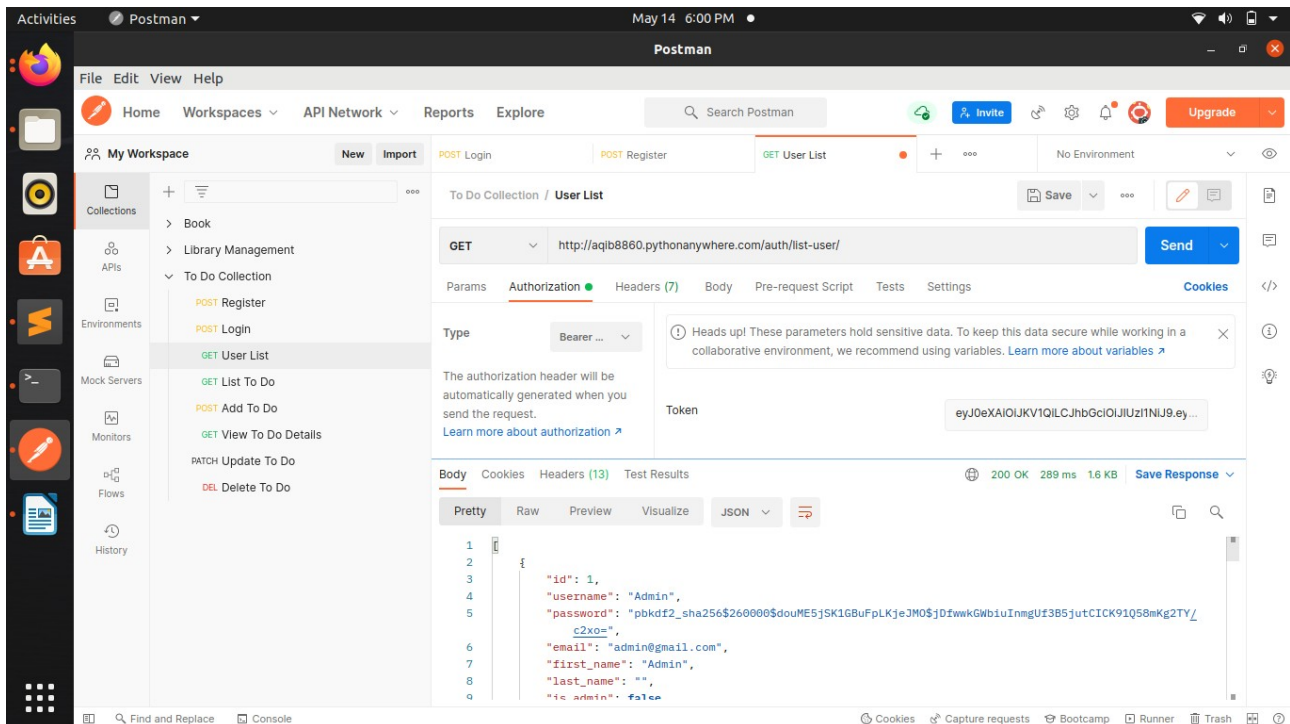 Activities Postman May 14 6:00 PM
Postman
File Edit View Help
Home Workspaces API Network Reports Explore Search Postman Invite Upgrade
My Workspace New Import POST Login POST Register GET User List No Environment
Collections
APIs
Environments
Mock Servers
Monitors
Flows
History
Book
Library Management
To Do Collection
POST Register
POST Login
GET User List
GET List To Do
POST Add To Do
GET View To Do Details
PATCH Update To Do
DEL Delete To Do
To Do Collection / User List Save
GET http://aqib8860.pythonanywhere.com/auth/list-user/ Send
Params Authorization Headers (7) Body Pre-request Script Tests Settings Cookies
Type Bearer ...
The authorization header will be
automatically generated when you
send the request.
Learn more about authorization ↗
Heads up! These parameters hold sensitive data. To keep this data secure while working in a
collaborative environment, we recommend using variables. Learn more about variables ↗
Token eyJ0eXAiOiJKV1QiLCJhbGciOiJIUzI1NiJ9.ey...
Body Cookies Headers (13) Test Results 200 OK 289 ms 1.6 KB Save Response
Pretty Raw Preview Visualize JSON
1 [
2 {
3 "id": 1,
4 "username": "Admin",
5 "password": "pbkdf2_sha256$260000$douME5jSK1GBuFpLKjeJMO$jDfwwkGWbiuInmgUf3B5jutCICK91Q58mKg2TY/
c2xo=",
6 "email": "admin@gmail.com",
7 "first_name": "Admin",
8 "last_name": "",
9 "is_admin": false
Find and Replace Console Cookies Capture requests Bootcamp Runner Trash